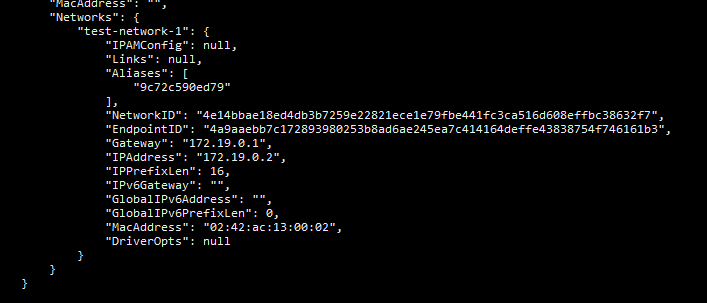 "MacAddress": "",
"Networks": {
"test-network-1": {
"IPAMConfig": null,
"Links": null,
"Aliases": [
"9c72c590ed79"
],
"NetworkID": "4e14bbae18ed4db3b7259e22821ece1e79fbe441fc3ca516d608effbc38632f7",
"EndpointID": "4a9aaebb7c172893980253b8ad6ae245ea7c414164deffe43838754f746161b3",
"Gateway": "172.19.0.1",
"IPAddress": "172.19.0.2",
"IPPrefixLen": 16,
"IPv6Gateway": "",
"GlobalIPv6Address": "",
"GlobalIPv6PrefixLen": 0,
"MacAddress": "02:42:ac:13:00:02",
"DriverOpts": null
}
}
}